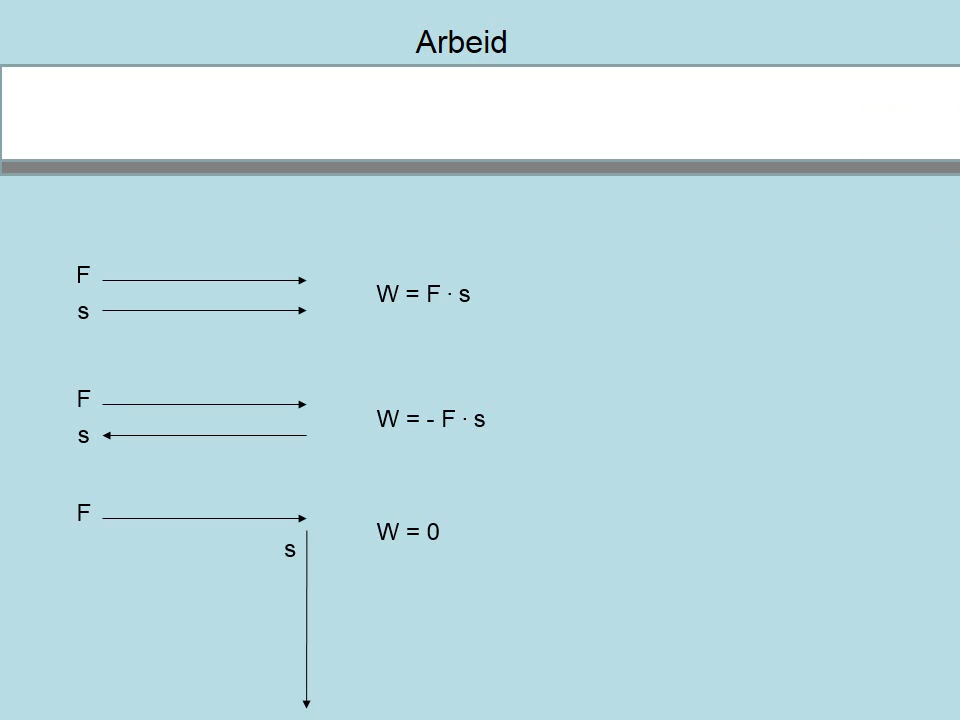 Arbeid
F
s
W = F · s
F
s
W = - F · s
F
s
W = 0